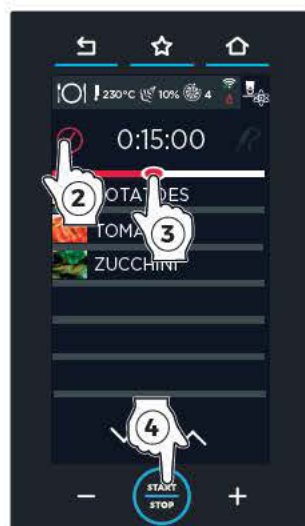 230°C 10% 4
0:15:00
2
POTATOES
3
TOMA
ZUCCHINI
4
START
STOP